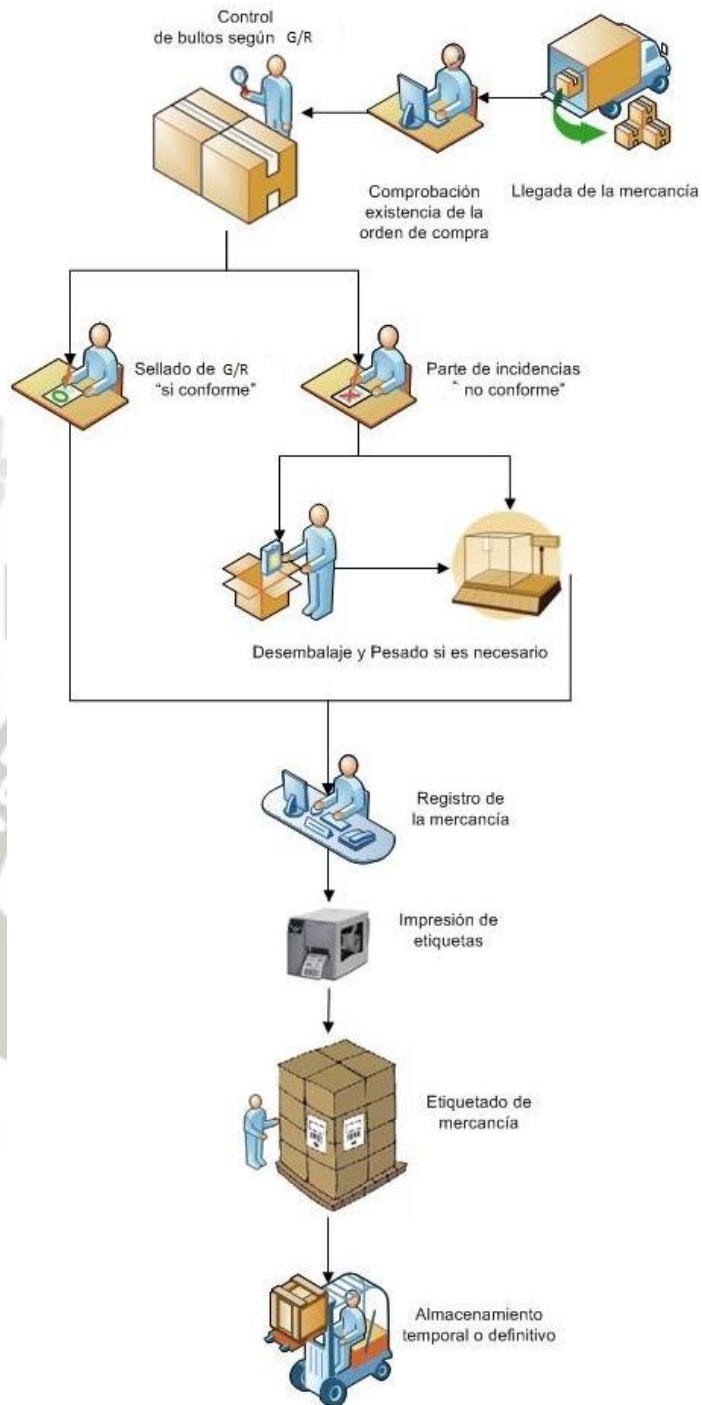 Control
de bultos según G/R
Comprobación
existencia de la
orden de compra
Llegada de la mercancía
Sellado de G/R
"si conforme"
Parte de incidencias
" no conforme"
Desembalaje y Pesado si es necesario
Registro de
la mercancía
Impresión de
etiquetas
Etiquetado de
mercancía
Almacenamiento
temporal o definitivo